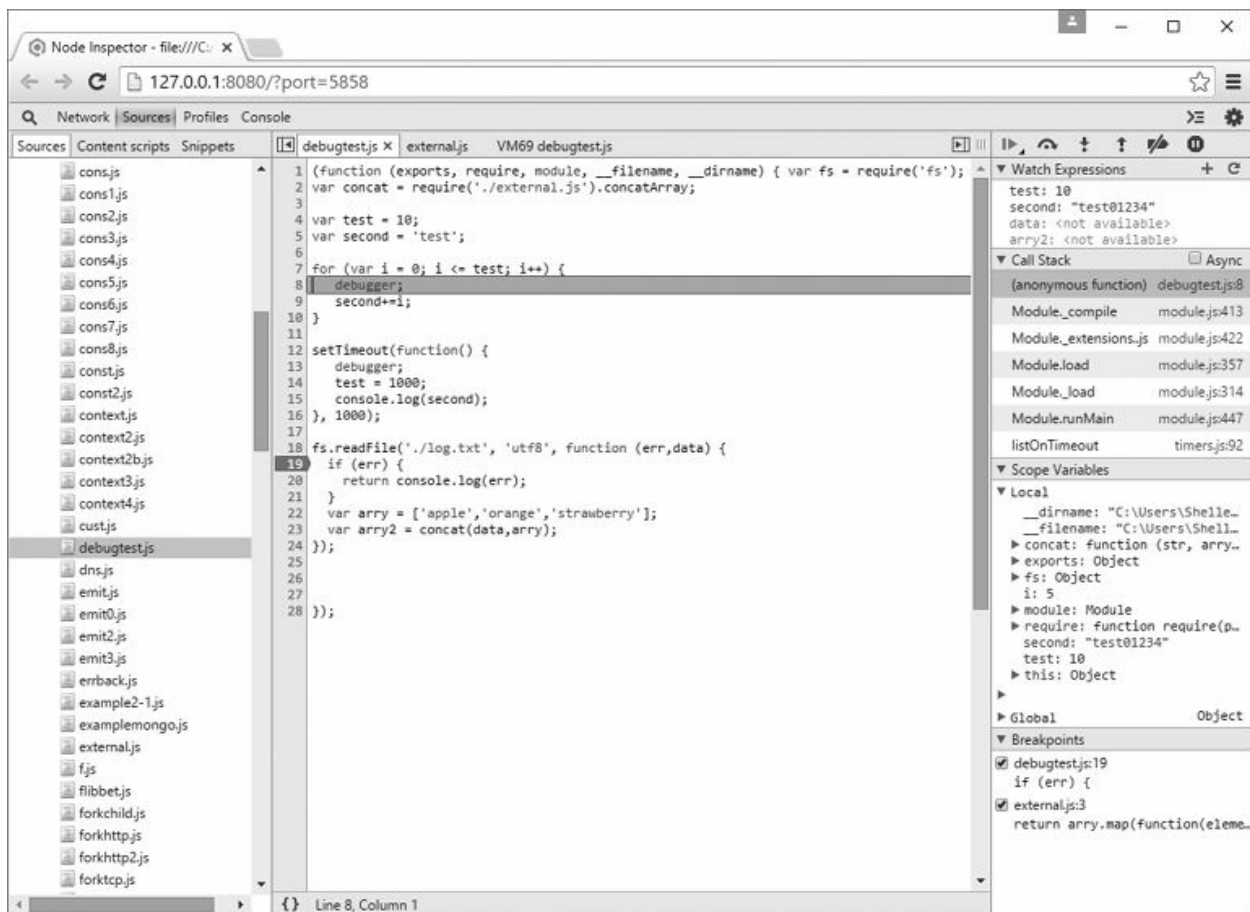 Node Inspector - file:///C:/
127.0.0.1:8080/?port=5858
Network Sources Profiles Console
Sources Content scripts Snippets
cons.js
cons1.js
cons2.js
cons3.js
cons4.js
cons5.js
cons6.js
cons7.js
cons8.js
const.js
const2.js
context.js
context2.js
context2b.js
context3.js
context4.js
cust.js
debugtest.js
dns.js
emit.js
emit0.js
emit2.js
emit3.js
errback.js
example2-1.js
examplemongo.js
external.js
f.js
flibbet.js
forkchild.js
forkhttp.js
forkhttp2.js
forktcp.js
debugtest.js × external.js VM69 debugtest.js
1 (function (exports, require, module, __filename, __dirname) { var fs = require('fs');
2 var concat = require('./external.js').concatArray;
3
4 var test = 10;
5 var second = 'test';
6
7 for (var i = 0; i <= test; i++) {
8 debugger;
9 second+=i;
10 }
11
12 setTimeout(function() {
13 debugger;
14 test = 1000;
15 console.log(second);
16 }, 1000);
17
18 fs.readFile('./log.txt', 'utf8', function (err,data) {
19 if (err) {
20 return console.log(err);
21 }
22 var arry = ['apple','orange','strawberry'];
23 var arry2 = concat(data,arry);
24 });
25
26
27
28 });
{} Line 8, Column 1
Watch Expressions
test: 10
second: "test01234"
data: <not available>
arry2: <not available>
Call Stack Async
(anonymous function) debugtest.js:8
Module._compile module.js:413
Module._extensions..js module.js:422
Module.load module.js:357
Module._load module.js:314
Module.runMain module.js:447
listOnTimeout timers.js:92
Scope Variables
Local
__dirname: "C:\Users\Shelle…
__filename: "C:\Users\Shell…
concat: function (str, arry…
exports: Object
fs: Object
i: 5
module: Module
require: function require(p…
second: "test01234"
test: 10
this: Object
Global Object
Breakpoints
debugtest.js:19
if (err) {
external.js:3
return arry.map(function(eleme…